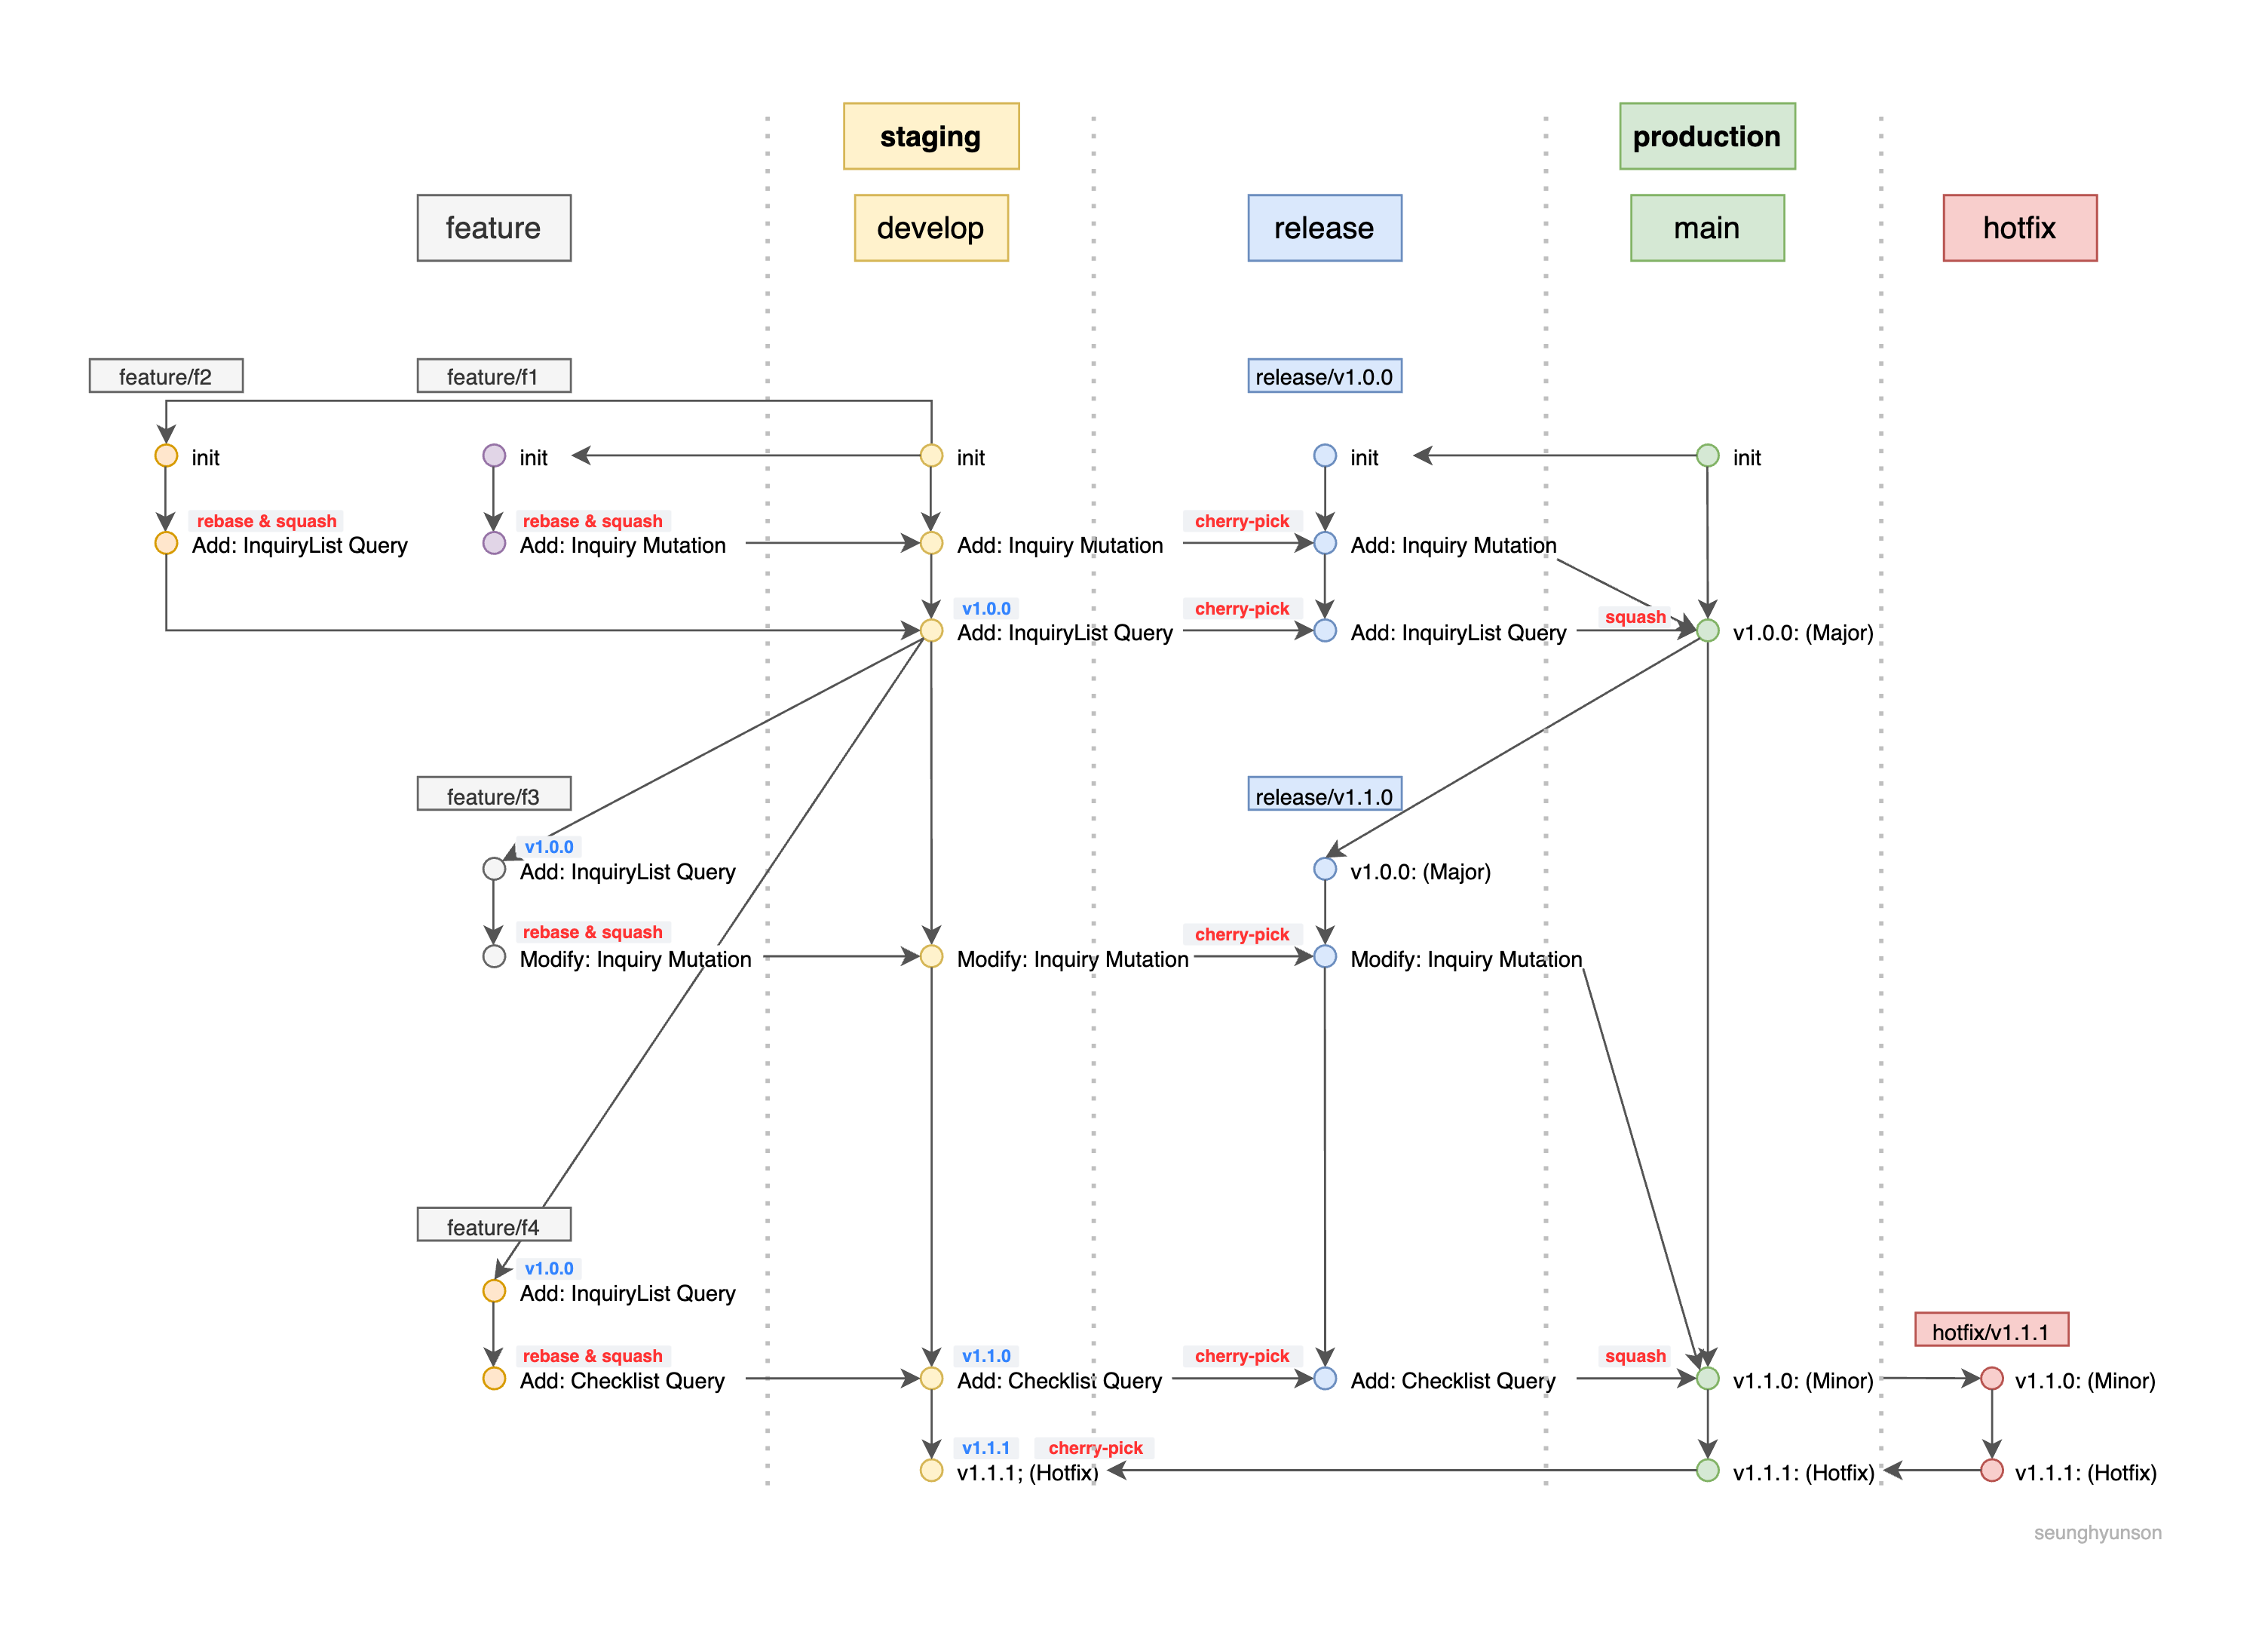 staging
production
feature
develop
release
main
hotfix
feature/f2
feature/f1
release/v1.0.0
init
init
init
init
init
rebase & squash
rebase & squash
cherry-pick
Add: InquiryList Query
Add: Inquiry Mutation
Add: Inquiry Mutation
Add: Inquiry Mutation
v1.0.0
cherry-pick
squash
Add: InquiryList Query
Add: InquiryList Query
v1.0.0: (Major)
feature/f3
release/v1.1.0
v1.0.0
Add: InquiryList Query
v1.0.0: (Major)
rebase & squash
cherry-pick
Modify: Inquiry Mutation
Modify: Inquiry Mutation
Modify: Inquiry Mutation
feature/f4
v1.0.0
Add: InquiryList Query
hotfix/v1.1.1
rebase & squash
v1.1.0
cherry-pick
squash
Add: Checklist Query
Add: Checklist Query
Add: Checklist Query
v1.1.0: (Minor)
v1.1.0: (Minor)
v1.1.1
cherry-pick
v1.1.1; (Hotfix)
v1.1.1: (Hotfix)
v1.1.1: (Hotfix)
seunghyunson